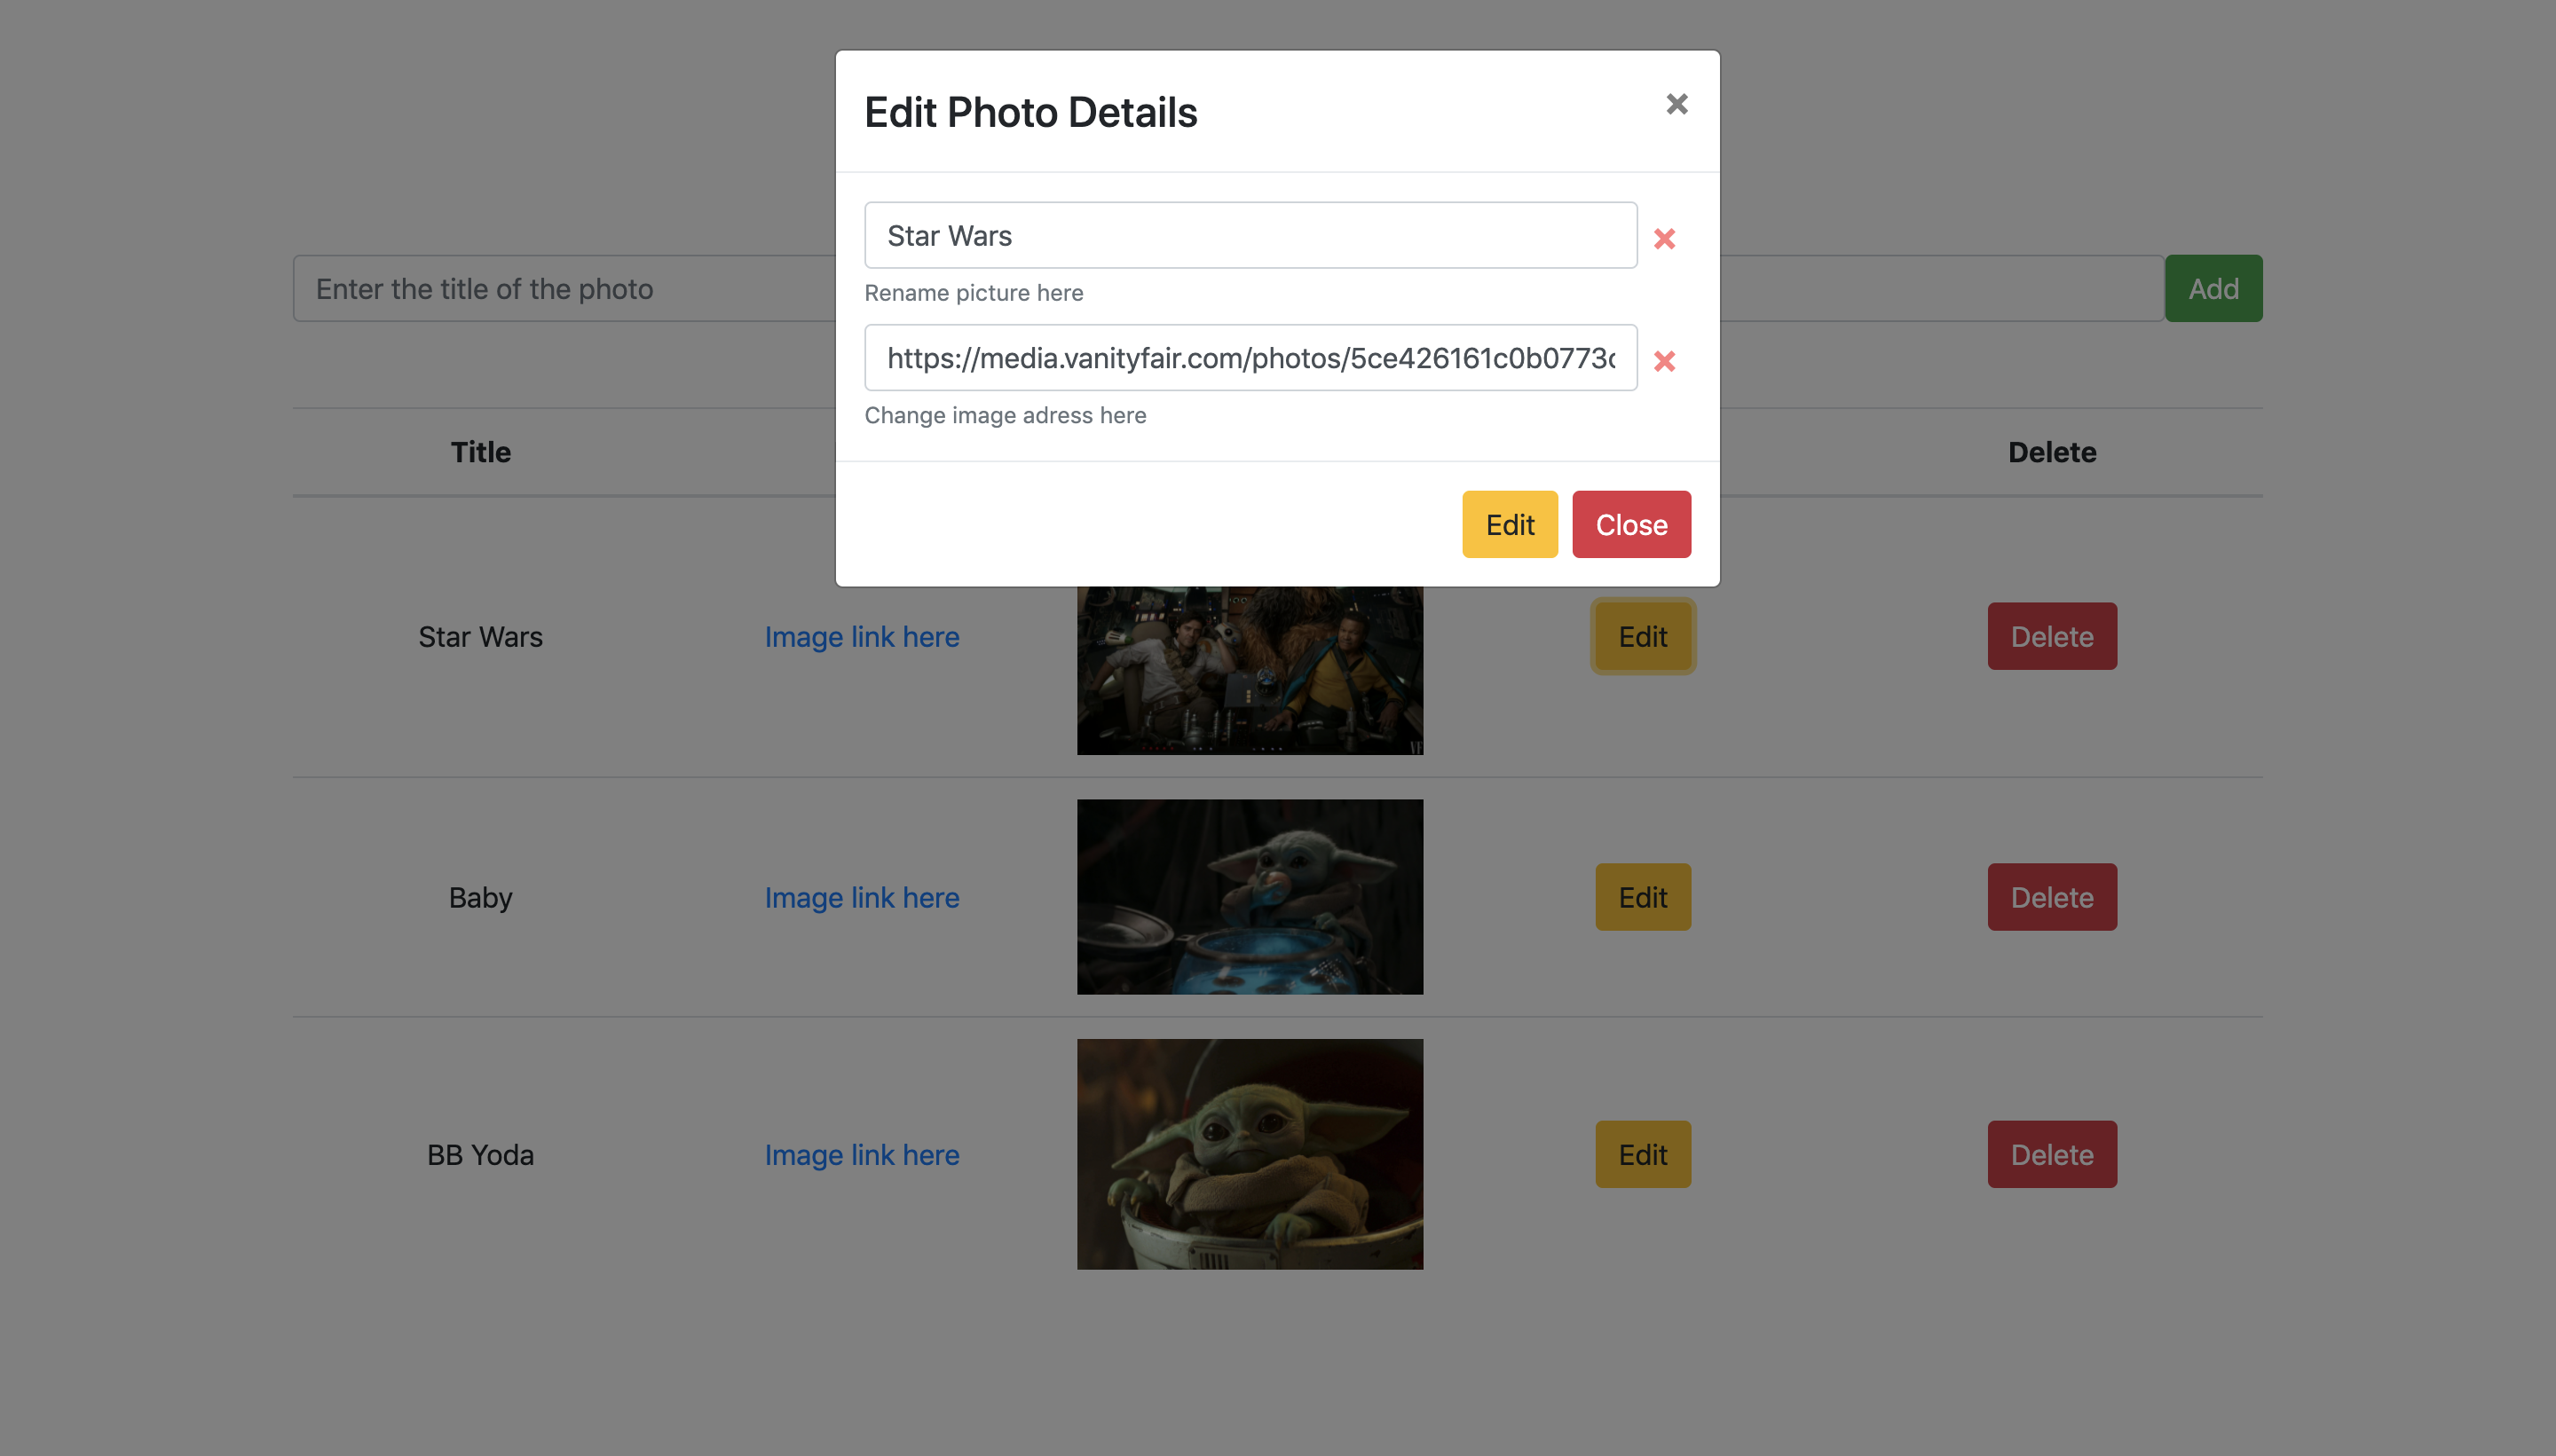 Edit Photo Details
×
Star Wars
Rename picture here
https://media.vanityfair.com/photos/5ce426161c0b0773
Change image adress here
Edit Close
Enter the title of the photo
Add
Title
Delete
Star Wars
Image link here
Edit
Delete
Baby
Image link here
Edit
Delete
BB Yoda
Image link here
Edit
Delete